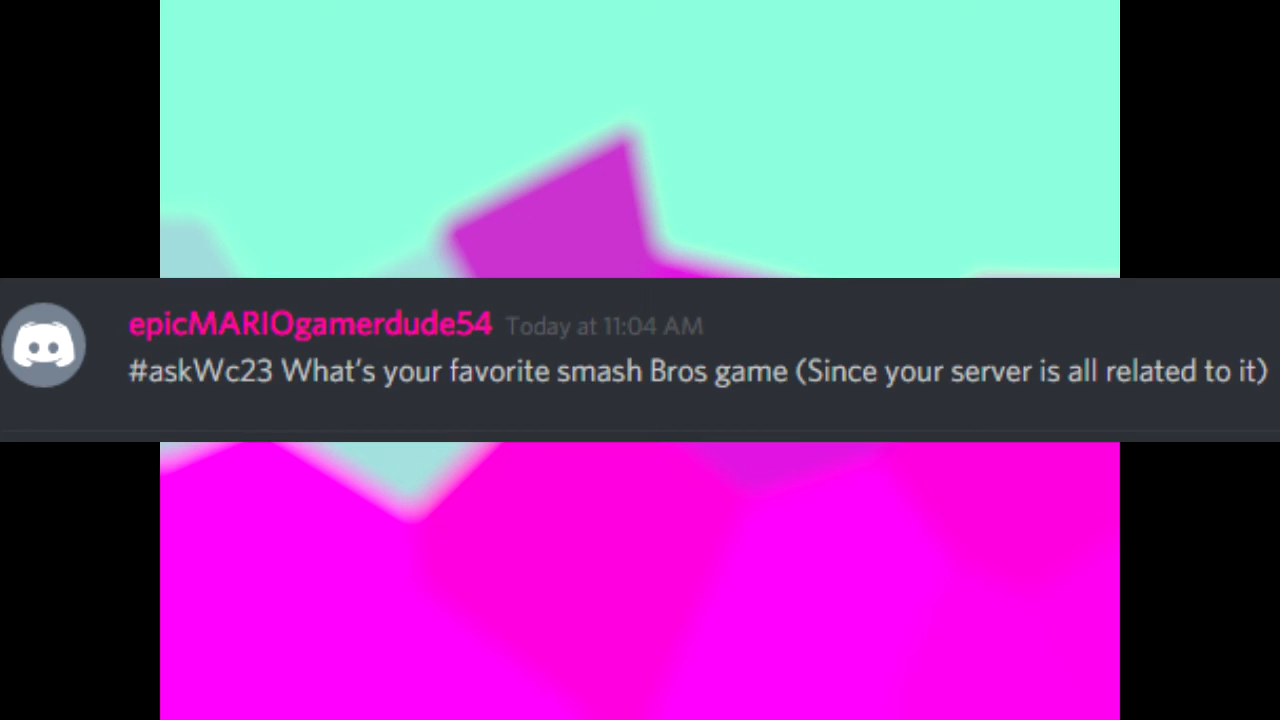 epicMARIOgamerdude54 Today at 11:04 AM
#askWc23 What's your favorite smash Bros game (Since your server is all related to it)